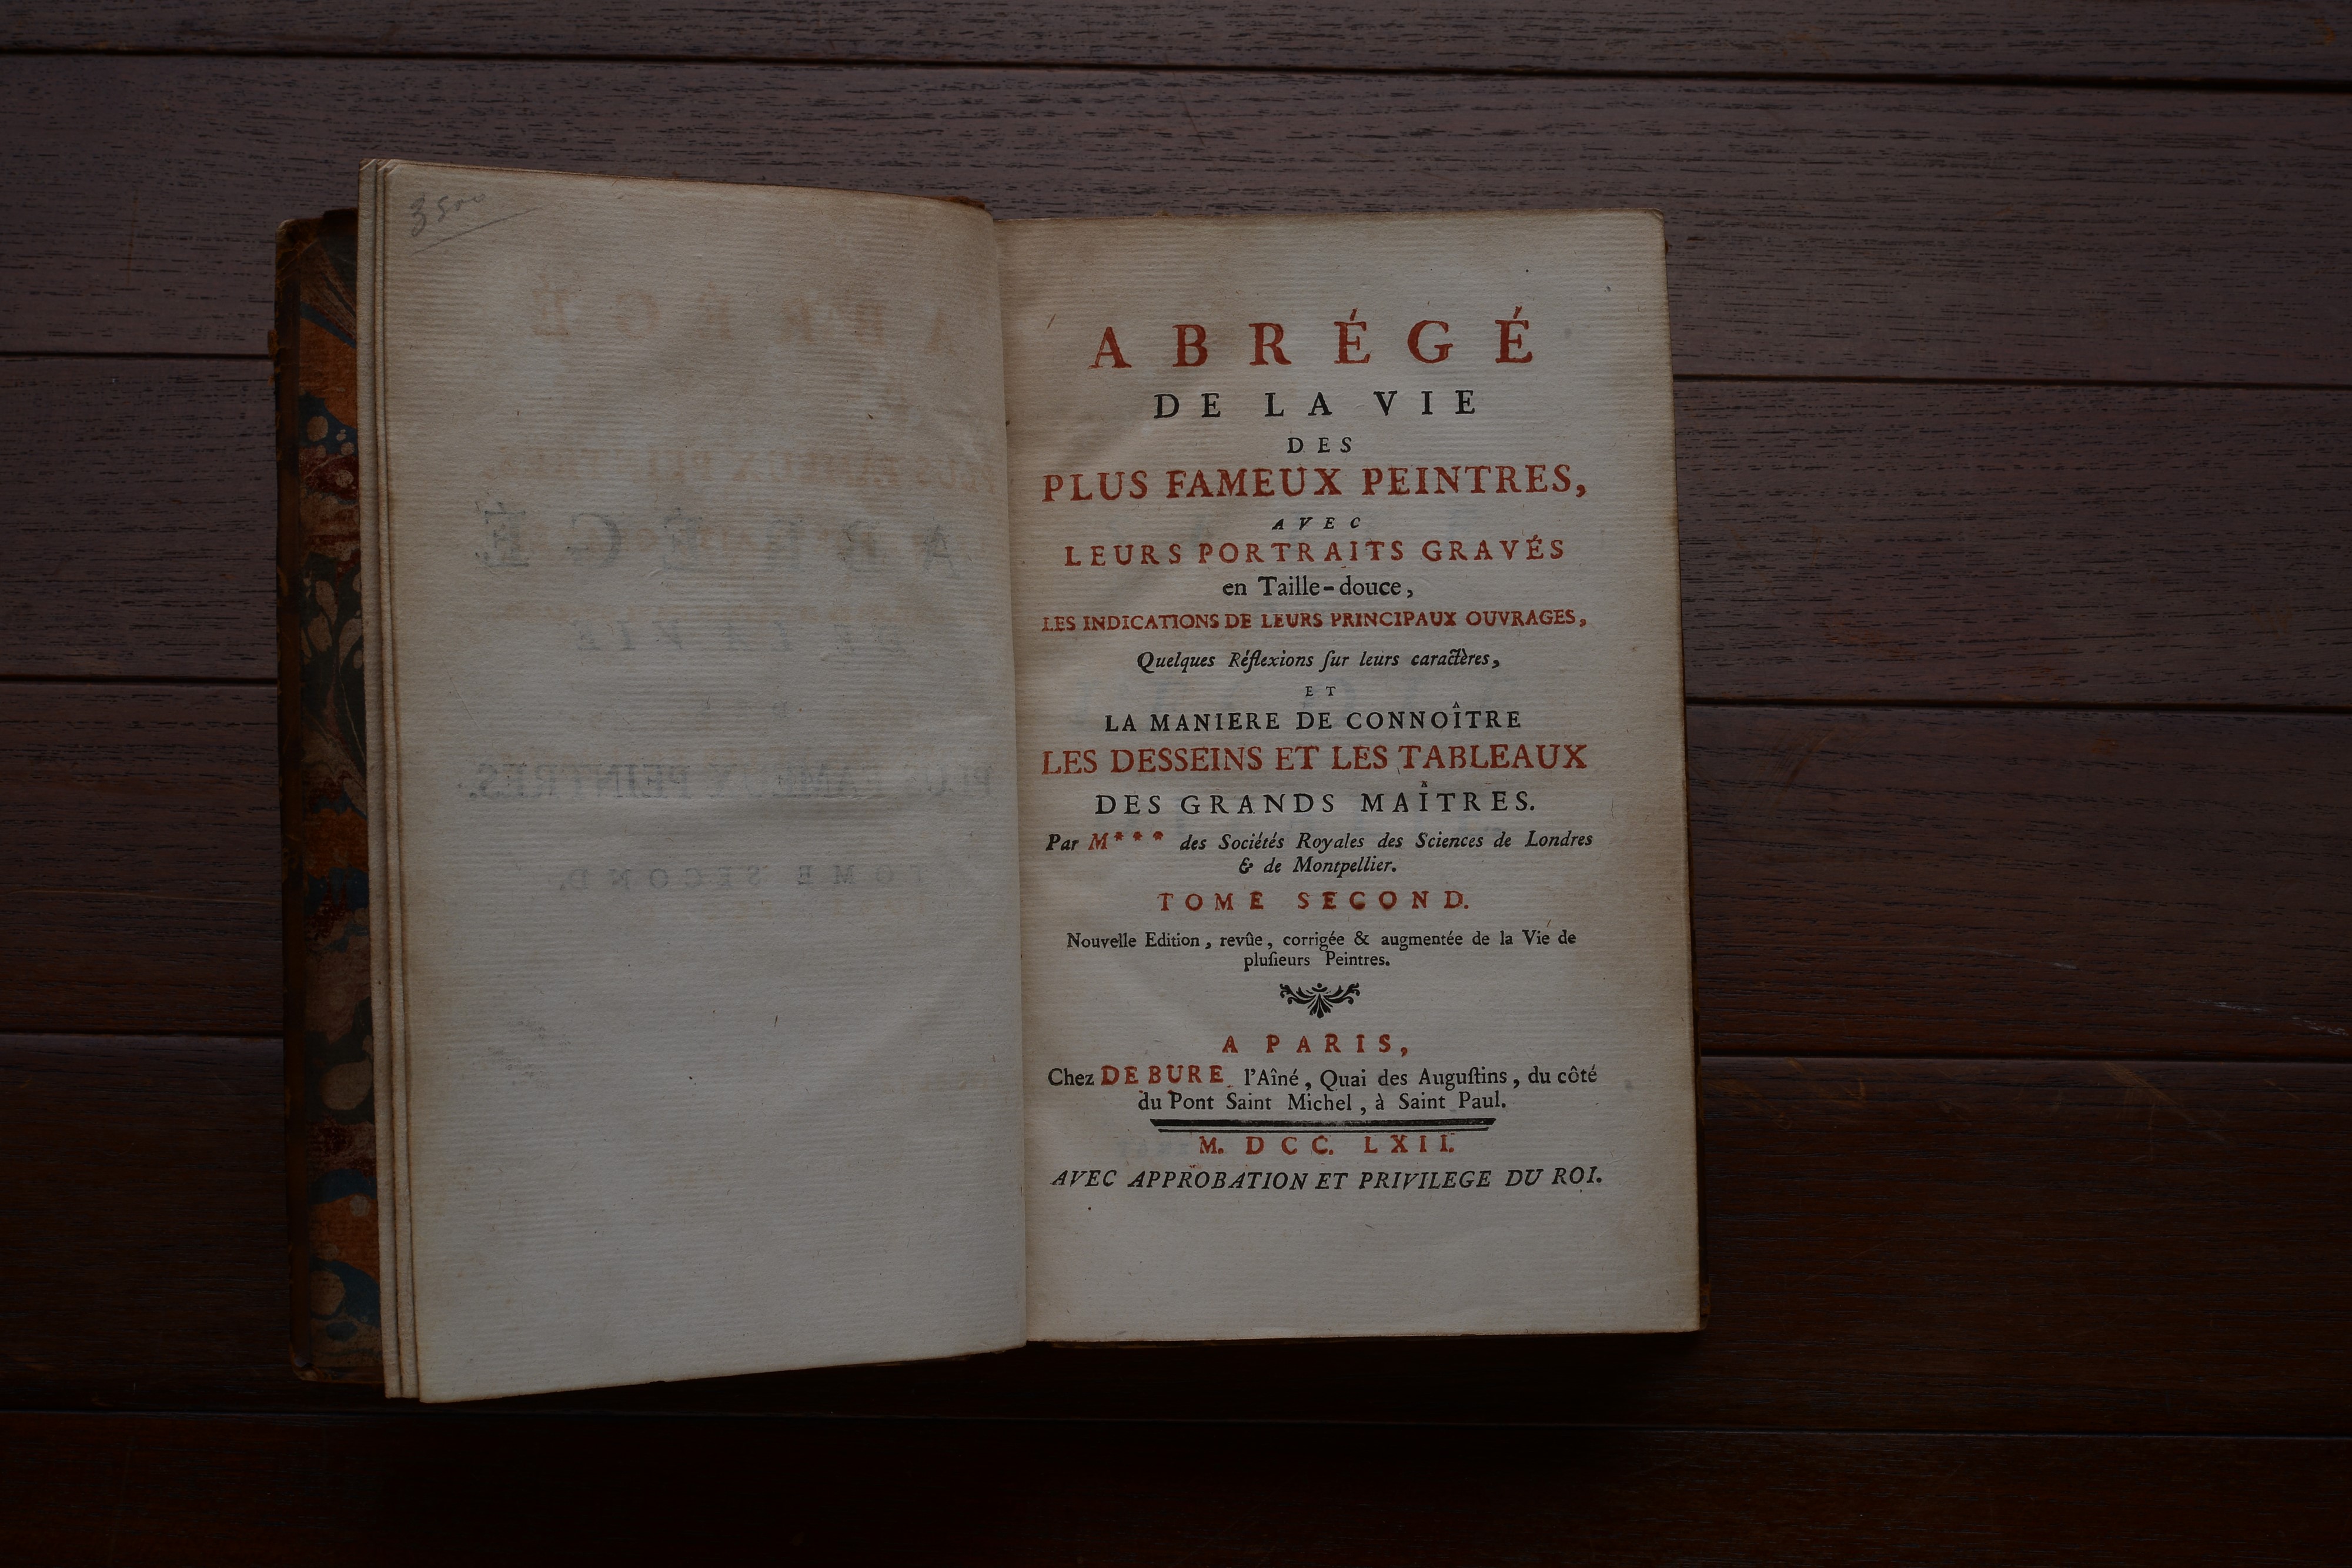 3500
ABRÉGÉ
DE LA VIE
DES
PLUS FAMEUX PEINTRES,
AVEC
LEURS PORTRAITS GRAVÉS
en Taille-douce,
LES INDICATIONS DE LEURS PRINCIPAUX OUVRAGES,
Quelques Réflexions ſur leurs caractères,
ET
LA MANIERE DE CONNOÎTRE
LES DESSEINS ET LES TABLEAUX
DES GRANDS MAÎTRES.
Par M*** des Sociétés Royales des Sciences de Londres
& de Montpellier.
TOME SECOND.
Nouvelle Edition, revûe, corrigée & augmentée de la Vie de
pluſieurs Peintres.
A PARIS,
Chez DE BURE l'Aîné, Quai des Auguſtins, du côté
du Pont Saint Michel, à Saint Paul.
M. DCC. LXII.
AVEC APPROBATION ET PRIVILEGE DU ROI.